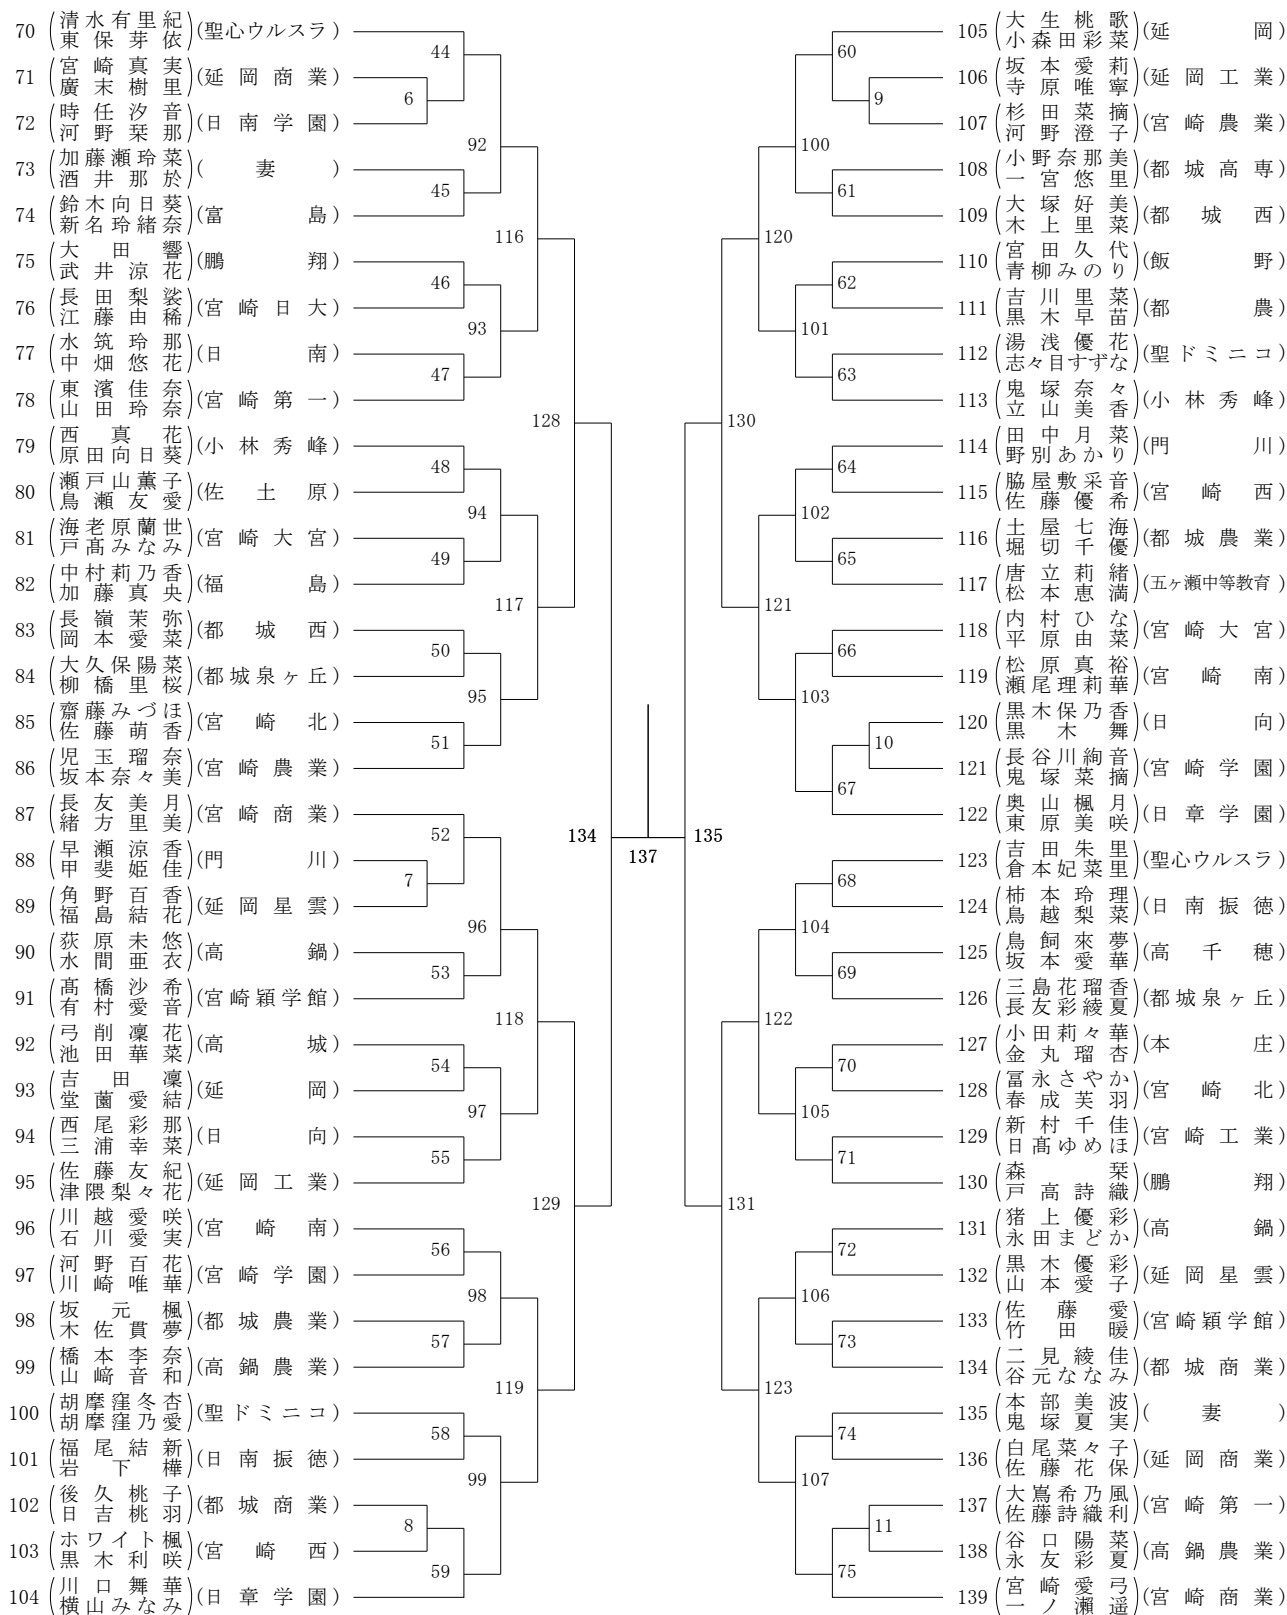 70 (清水有里紀 東保芽依) (聖心ウルスラ)
71 (宮崎真実 廣末樹里) (延岡商業)
72 (時任汐音 河野栞那) (日南学園)
73 (加藤瀬玲菜 酒井那於) (妻)
74 (鈴木向日葵 新名玲緒奈) (富島)
75 (大田響 武井涼花) (鵬翔)
76 (長田梨裟 江藤由稀) (宮崎日大)
77 (水筑玲那 中畑悠花) (日南)
78 (東濱佳奈 山田玲奈) (宮崎第一)
79 (西真花 原田向日葵) (小林秀峰)
80 (瀬戸山薫子 鳥瀬友愛) (佐土原)
81 (海老原蘭世 戸髙みなみ) (宮崎大宮)
82 (中村莉乃香 加藤真央) (福島)
83 (長嶺茉弥 岡本愛菜) (都城西)
84 (大久保陽菜 柳橋里桜) (都城泉ヶ丘)
85 (齋藤みづほ 佐藤萌香) (宮崎北)
86 (児玉瑠奈 坂本奈々美) (宮崎農業)
87 (長友美月 緒方里美) (宮崎商業)
88 (早瀬涼香 甲斐姫佳) (門川)
89 (角野百香 福島結花) (延岡星雲)
90 (荻原未悠 水間亜衣) (高鍋)
91 (髙橋沙希 有村愛音) (宮崎穎学館)
92 (弓削凜花 池田華菜) (高城)
93 (吉田凜 堂薗愛結) (延岡)
94 (西尾彩那 三浦幸菜) (日向)
95 (佐藤友紀 津隈梨々花) (延岡工業)
96 (川越愛咲 石川愛実) (宮崎南)
97 (河野百花 川崎唯華) (宮崎学園)
98 (坂元楓 木佐貫夢) (都城農業)
99 (橋本李奈 山﨑音和) (高鍋農業)
100 (胡摩窪冬杏 胡摩窪乃愛) (聖ドミニコ)
101 (福尾結新 岩下樺) (日南振徳)
102 (後久桃子 日吉桃羽) (都城商業)
103 (ホワイト楓 黒木利咲) (宮崎西)
104 (川口舞華 横山みなみ) (日章学園)
44
6
92
45
116
46
93
47
128
48
94
49
117
50
95
51
134
52
7
96
53
118
54
97
55
129
56
98
57
119
58
99
8
59
137
135
60
9
100
61
120
62
101
63
130
64
102
65
121
66
103
10
67
68
104
69
122
70
105
71
131
72
106
73
123
74
107
11
75
105 (大生桃歌 小森田彩菜) (延岡)
106 (坂本愛莉 寺原唯寧) (延岡工業)
107 (杉田菜摘 河野澄子) (宮崎農業)
108 (小野奈那美 一宮悠里) (都城高専)
109 (大塚好美 木上里菜) (都城西)
110 (宮田久代 青柳みのり) (飯野)
111 (吉川里菜 黒木早苗) (都農)
112 (湯浅優花 志々目すずな) (聖ドミニコ)
113 (鬼塚奈々 立山美香) (小林秀峰)
114 (田中月菜 野別あかり) (門川)
115 (脇屋敷采音 佐藤優希) (宮崎西)
116 (土屋七海 堀切千優) (都城農業)
117 (唐立莉緒 松本恵満) (五ヶ瀬中等教育)
118 (内村ひな 平原由菜) (宮崎大宮)
119 (松原真裕 瀬尾理莉華) (宮崎南)
120 (黒木保乃香 黒木舞) (日向)
121 (長谷川絢音 鬼塚菜摘) (宮崎学園)
122 (奥山楓月 東原美咲) (日章学園)
123 (吉田朱里 倉本妃菜里) (聖心ウルスラ)
124 (柿本玲理 鳥越梨菜) (日南振徳)
125 (鳥飼來夢 坂本愛華) (高千穂)
126 (三島花瑠香 長友彩綾夏) (都城泉ヶ丘)
127 (小田莉々華 金丸瑠杏) (本庄)
128 (冨永さやか 春成芙羽) (宮崎北)
129 (新村千佳 日髙ゆめほ) (宮崎工業)
130 (森栞 戸高詩織) (鵬翔)
131 (猪上優彩 永田まどか) (高鍋)
132 (黒木優彩 山本愛子) (延岡星雲)
133 (佐藤愛 竹田暖) (宮崎穎学館)
134 (二見綾佳 谷元ななみ) (都城商業)
135 (本部美波 鬼塚夏実) (妻)
136 (白尾菜々子 佐藤花保) (延岡商業)
137 (大嶌希乃風 佐藤詩織利) (宮崎第一)
138 (谷口陽菜 永友彩夏) (高鍋農業)
139 (宮崎愛弓 一ノ瀬遥) (宮崎商業)